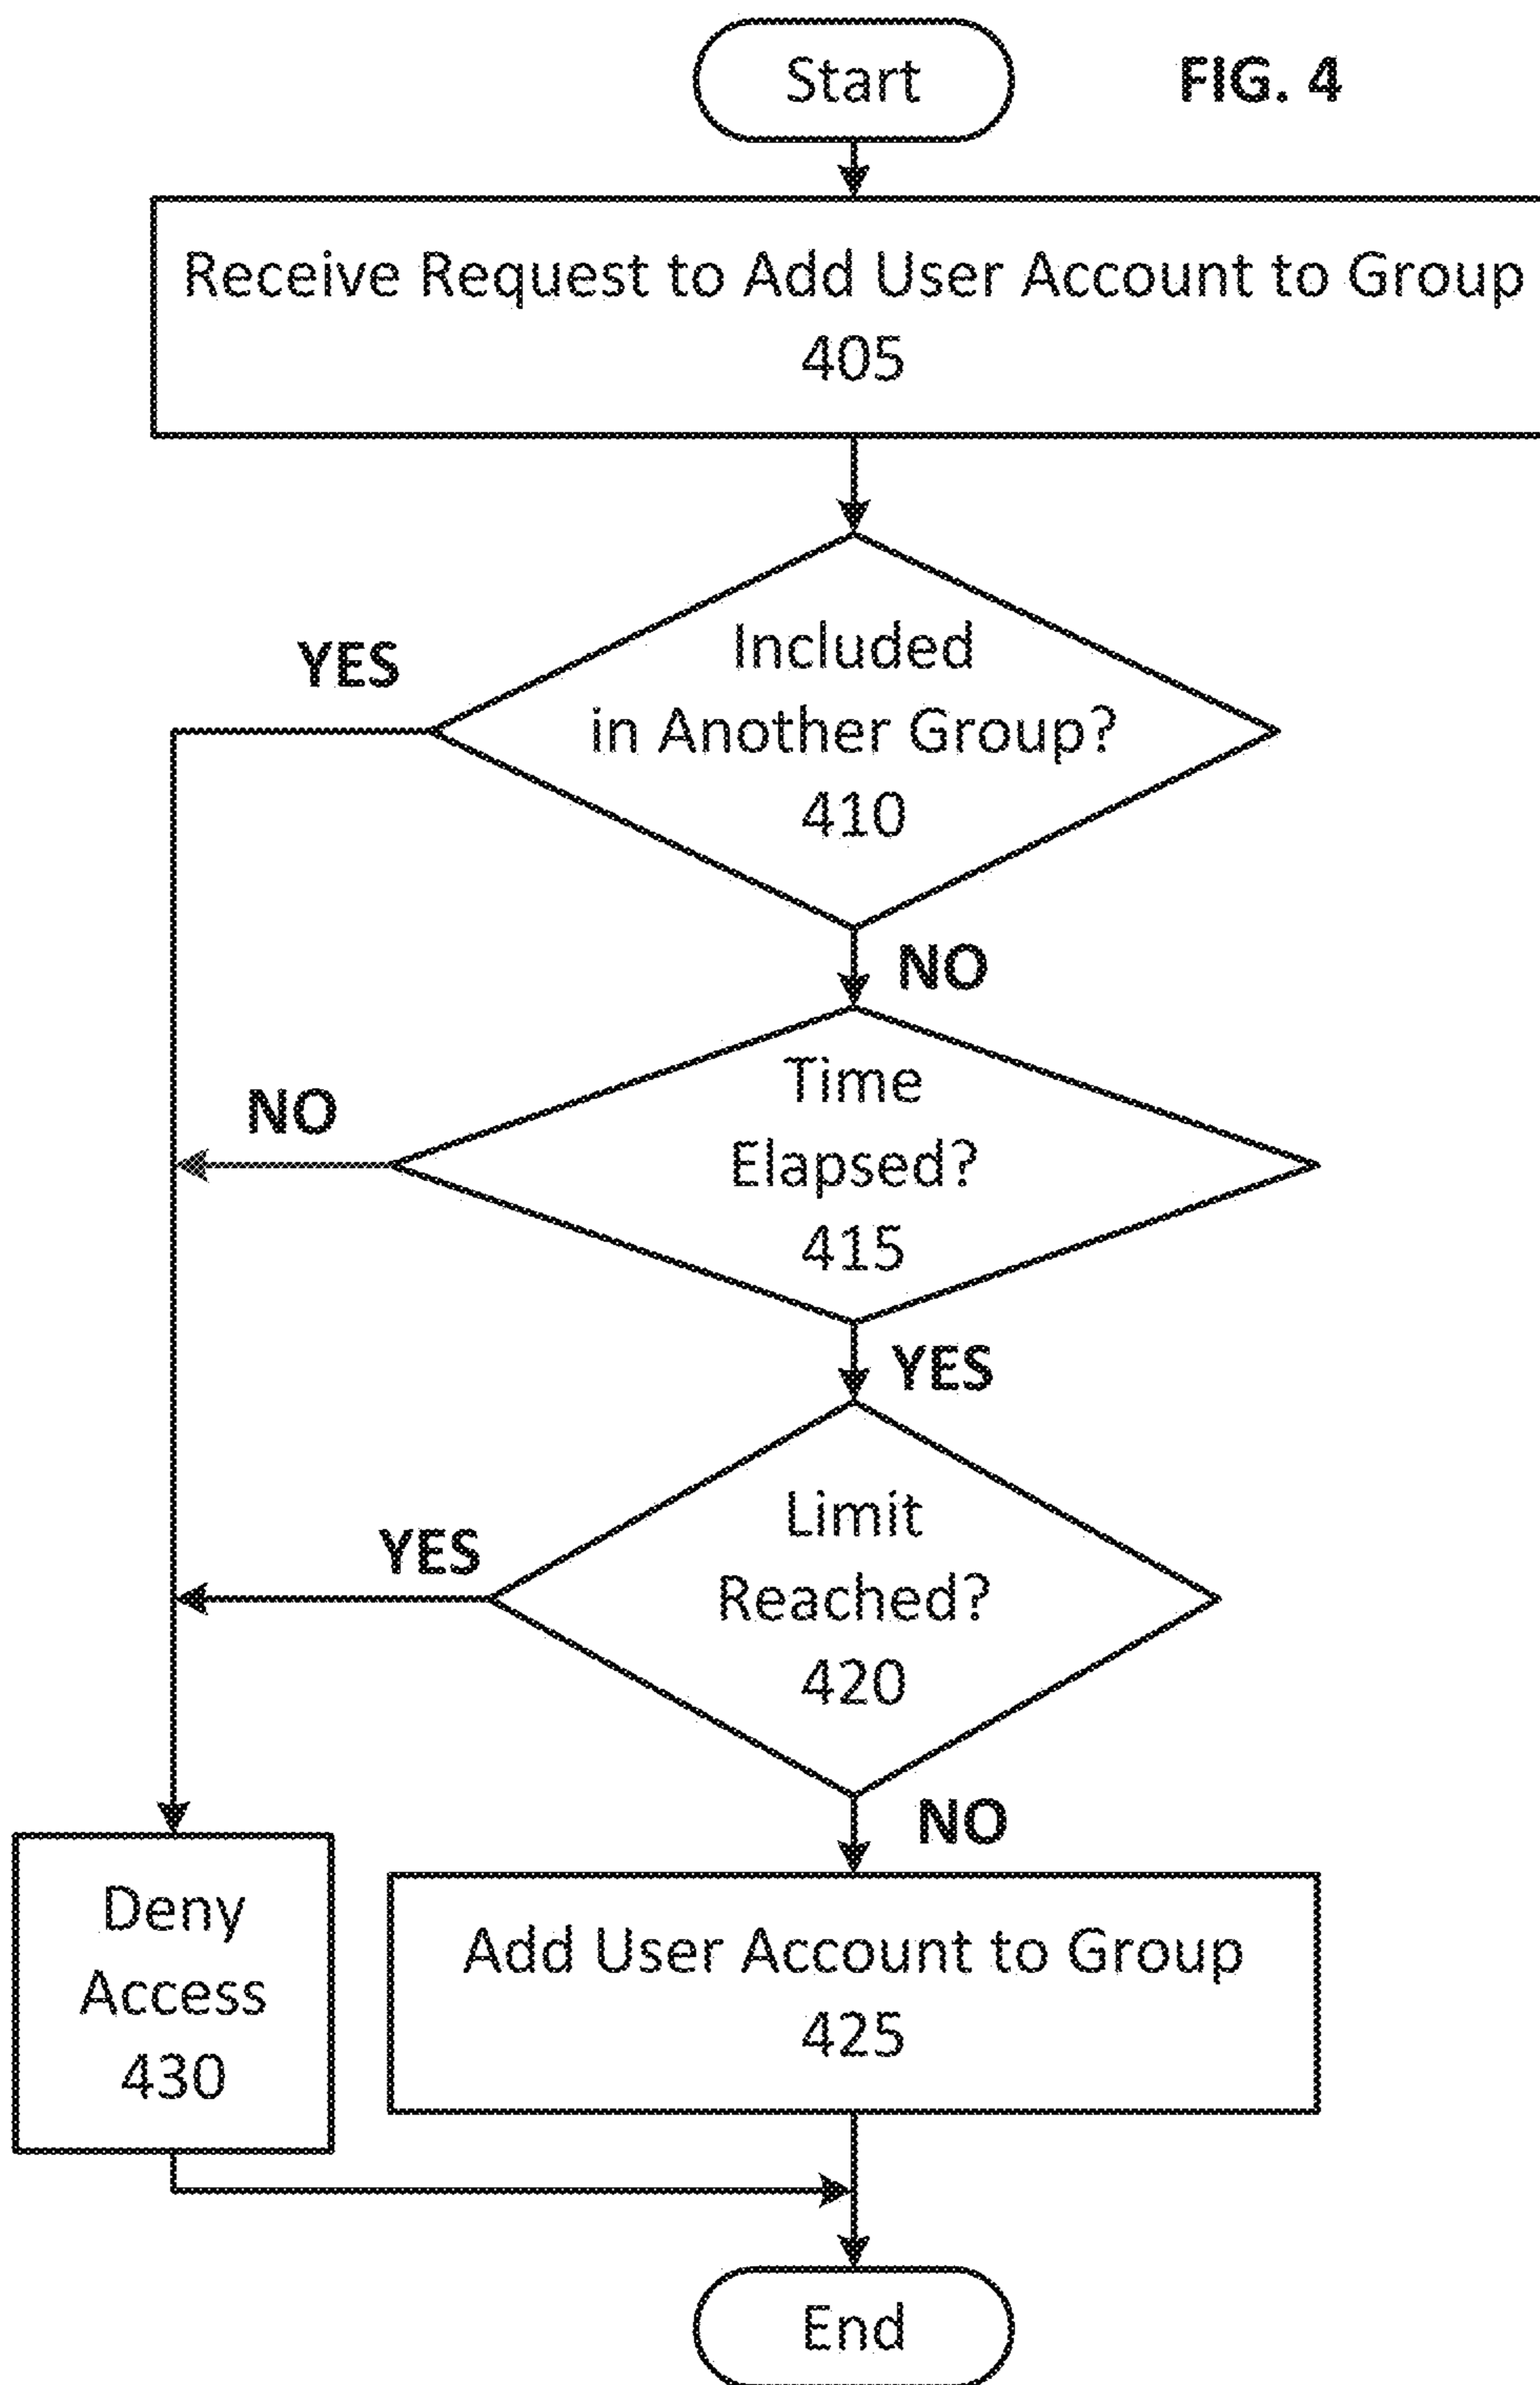 Start
FIG. 4
Receive Request to Add User Account to Group
405
YES
Included
in Another Group?
410
NO
Time
Elapsed?
415
NO
YES
Limit
Reached?
420
YES
NO
Deny
Access
430
Add User Account to Group
425
End